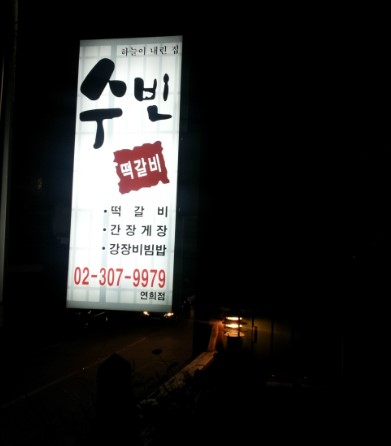 하늘이 내린 집
수빈
떡갈비
• 떡 갈 비
• 간 장 게 장
• 강장비빔밥
02-307-9979
연희점